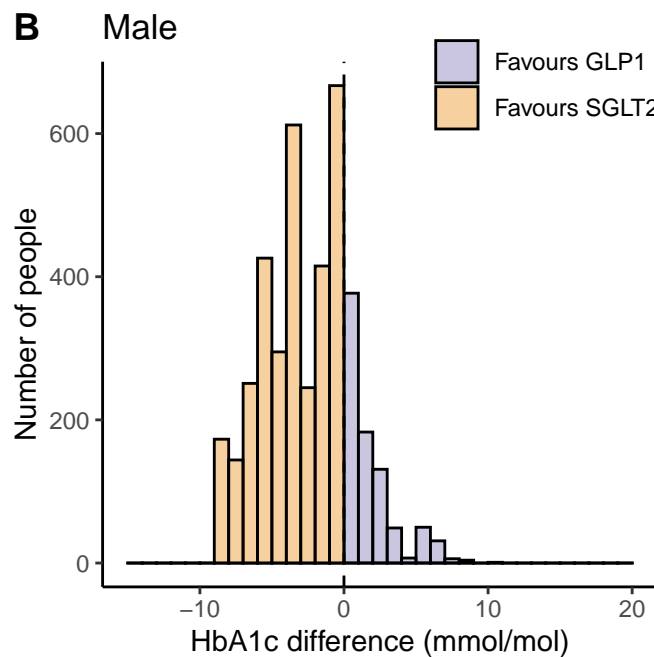 B Male
Favours GLP1
Favours SGLT2
600
400
200
0
Number of people
−10 0 10 20
HbA1c difference (mmol/mol)